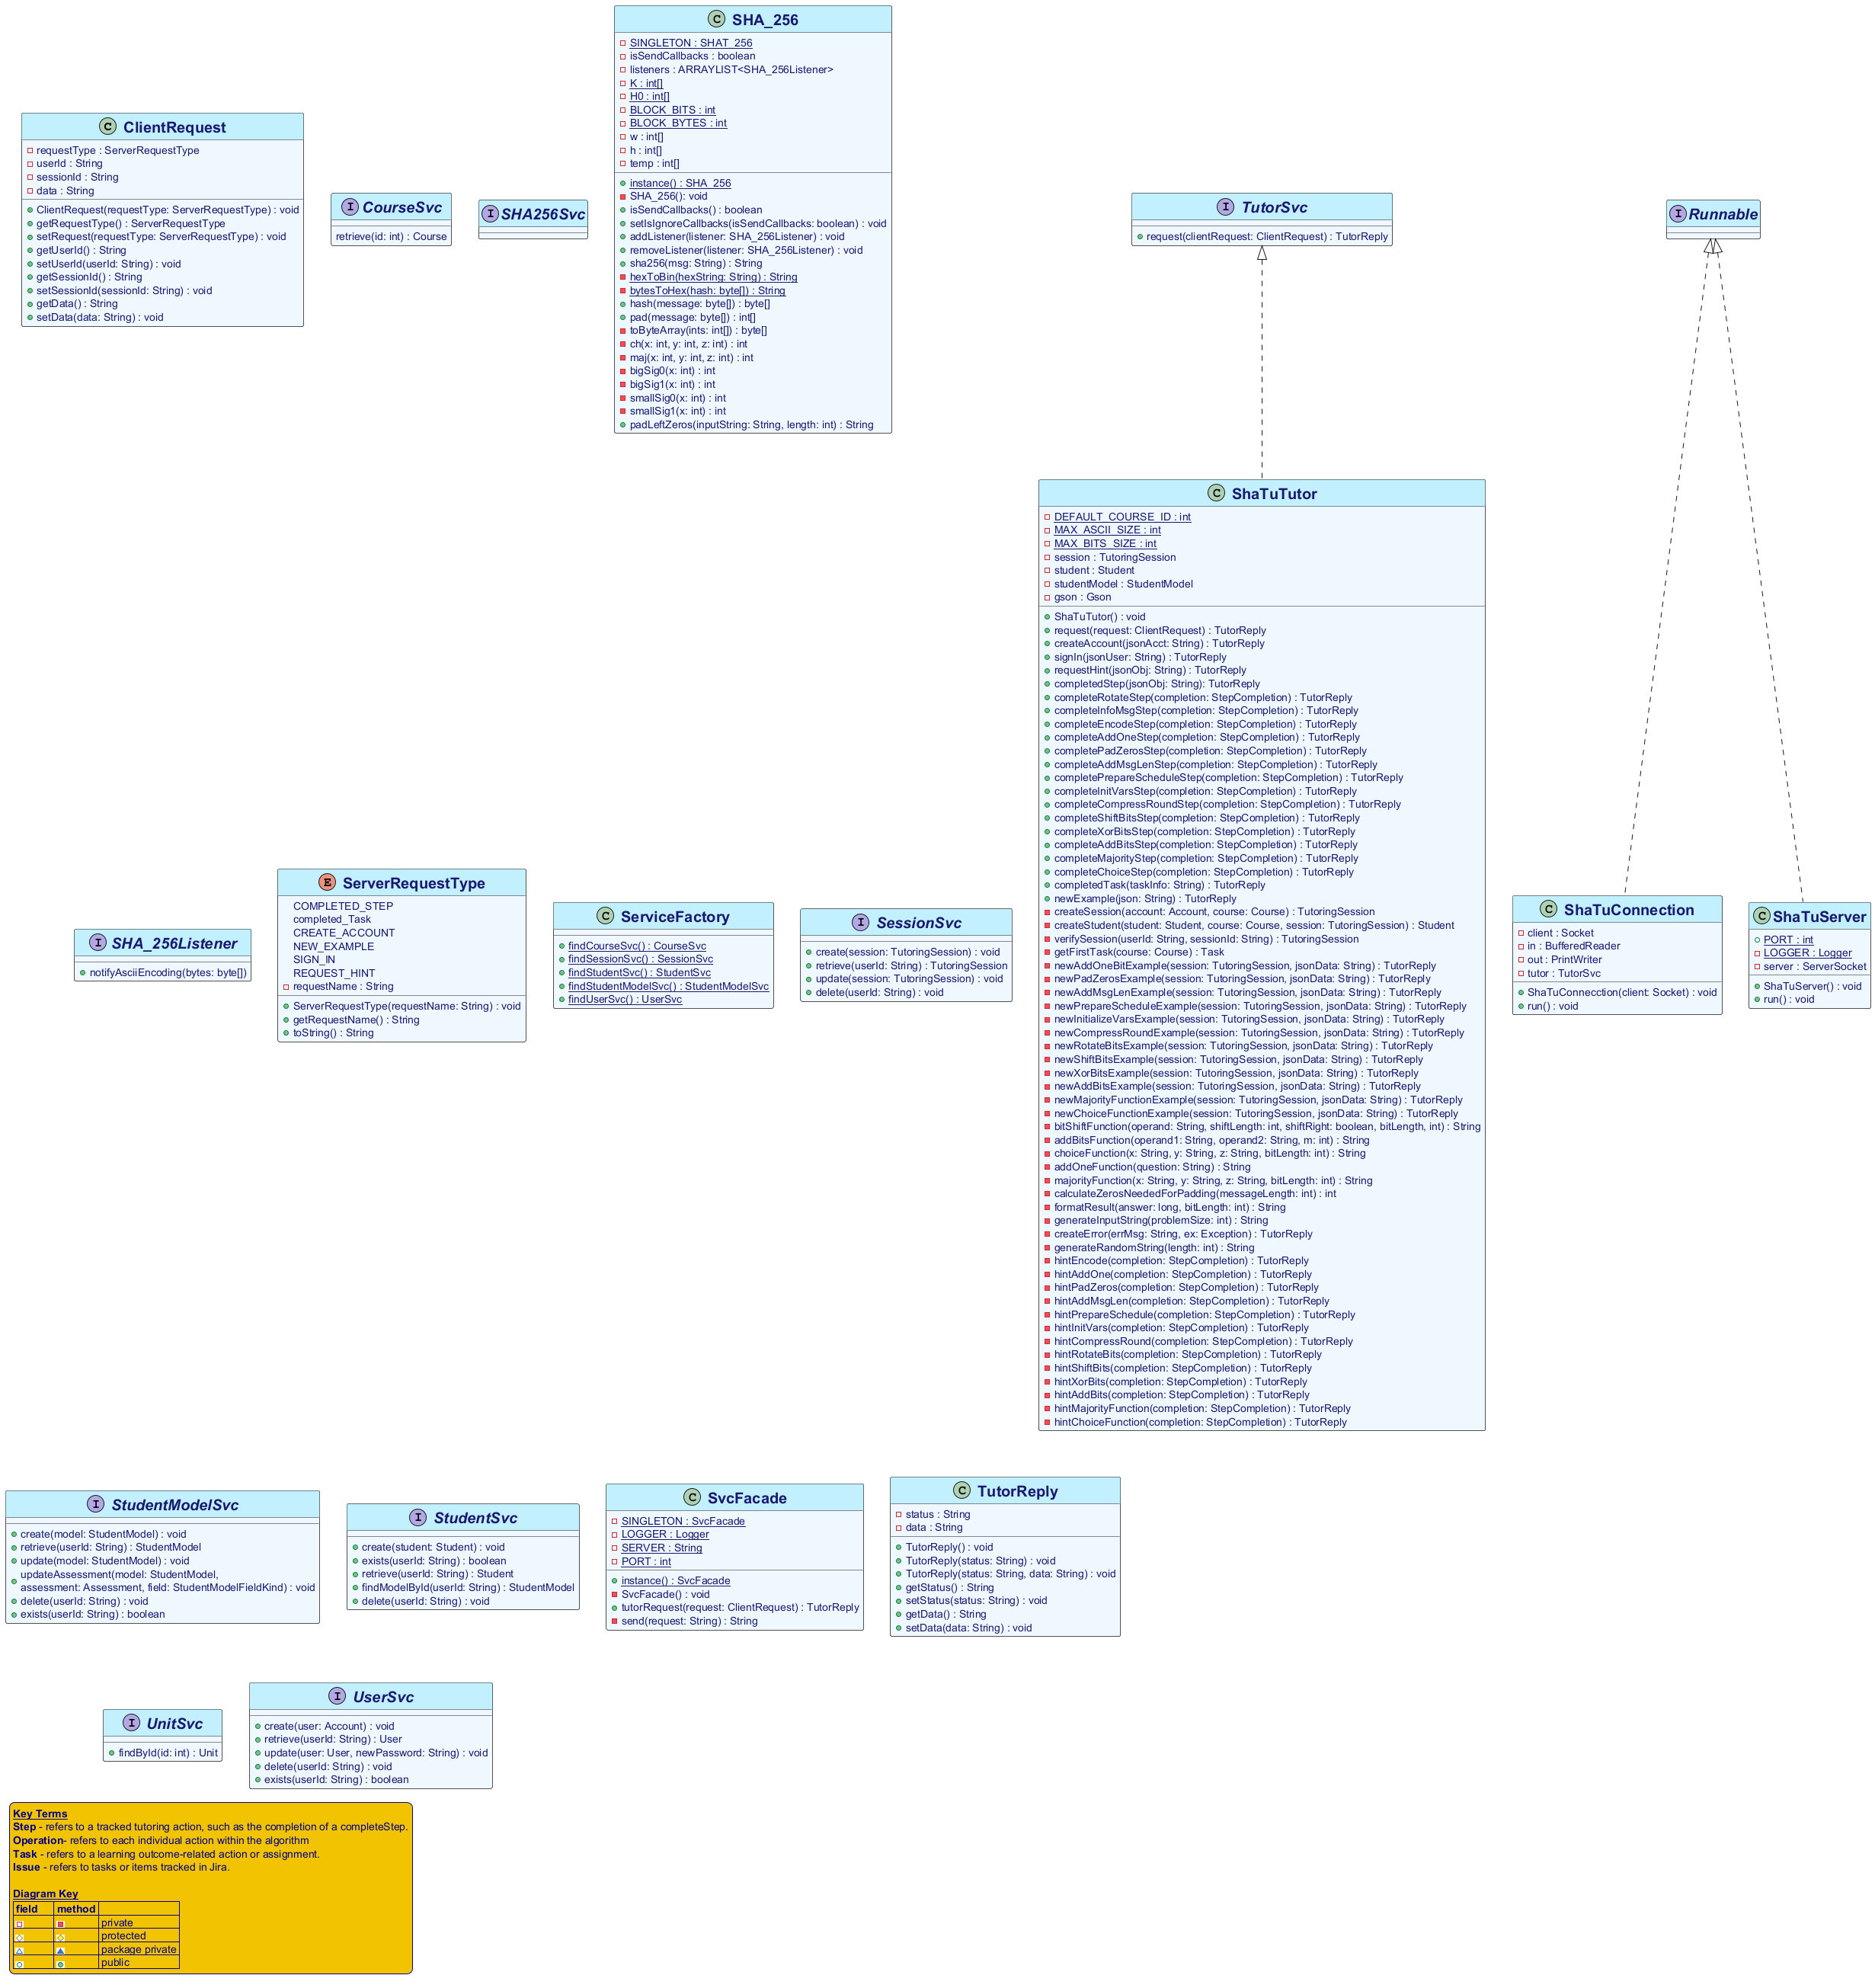 SHA_256
SINGLETON : SHAT_256
isSendCallbacks : boolean
listeners : ARRAYLIST<SHA_256Listener>
K : int[]
H0 : int[]
BLOCK_BITS : int
BLOCK_BYTES : int
w : int[]
h : int[]
temp : int[]
instance() : SHA_256
SHA_256(): void
isSendCallbacks() : boolean
setIsIgnoreCallbacks(isSendCallbacks: boolean) : void
addListener(listener: SHA_256Listener) : void
removeListener(listener: SHA_256Listener) : void
sha256(msg: String) : String
hexToBin(hexString: String) : String
bytesToHex(hash: byte[]) : String
hash(message: byte[]) : byte[]
pad(message: byte[]) : int[]
toByteArray(ints: int[]) : byte[]
ch(x: int, y: int, z: int) : int
maj(x: int, y: int, z: int) : int
bigSig0(x: int) : int
bigSig1(x: int) : int
smallSig0(x: int) : int
smallSig1(x: int) : int
padLeftZeros(inputString: String, length: int) : String
ClientRequest
requestType : ServerRequestType
userId : String
sessionId : String
data : String
ClientRequest(requestType: ServerRequestType) : void
getRequestType() : ServerRequestType
setRequest(requestType: ServerRequestType) : void
getUserId() : String
setUserId(userId: String) : void
getSessionId() : String
setSessionId(sessionId: String) : void
getData() : String
setData(data: String) : void
CourseSvc
retrieve(id: int) : Course
SHA256Svc
TutorSvc
request(clientRequest: ClientRequest) : TutorReply
Runnable
ShaTuTutor
DEFAULT_COURSE_ID : int
MAX_ASCII_SIZE : int
MAX_BITS_SIZE : int
session : TutoringSession
student : Student
studentModel : StudentModel
gson : Gson
ShaTuTutor() : void
request(request: ClientRequest) : TutorReply
createAccount(jsonAcct: String) : TutorReply
signIn(jsonUser: String) : TutorReply
requestHint(jsonObj: String) : TutorReply
completedStep(jsonObj: String): TutorReply
completeRotateStep(completion: StepCompletion) : TutorReply
completeInfoMsgStep(completion: StepCompletion) : TutorReply
completeEncodeStep(completion: StepCompletion) : TutorReply
completeAddOneStep(completion: StepCompletion) : TutorReply
completePadZerosStep(completion: StepCompletion) : TutorReply
completeAddMsgLenStep(completion: StepCompletion) : TutorReply
completePrepareScheduleStep(completion: StepCompletion) : TutorReply
completeInitVarsStep(completion: StepCompletion) : TutorReply
completeCompressRoundStep(completion: StepCompletion) : TutorReply
completeShiftBitsStep(completion: StepCompletion) : TutorReply
completeXorBitsStep(completion: StepCompletion) : TutorReply
completeAddBitsStep(completion: StepCompletion) : TutorReply
completeMajorityStep(completion: StepCompletion) : TutorReply
completeChoiceStep(completion: StepCompletion) : TutorReply
completedTask(taskInfo: String) : TutorReply
newExample(json: String) : TutorReply
createSession(account: Account, course: Course) : TutoringSession
createStudent(student: Student, course: Course, session: TutoringSession) : Student
verifySession(userId: String, sessionId: String) : TutoringSession
getFirstTask(course: Course) : Task
newAddOneBitExample(session: TutoringSession, jsonData: String) : TutorReply
newPadZerosExample(session: TutoringSession, jsonData: String) : TutorReply
newAddMsgLenExample(session: TutoringSession, jsonData: String) : TutorReply
newPrepareScheduleExample(session: TutoringSession, jsonData: String) : TutorReply
newInitializeVarsExample(session: TutoringSession, jsonData: String) : TutorReply
newCompressRoundExample(session: TutoringSession, jsonData: String) : TutorReply
newRotateBitsExample(session: TutoringSession, jsonData: String) : TutorReply
newShiftBitsExample(session: TutoringSession, jsonData: String) : TutorReply
newXorBitsExample(session: TutoringSession, jsonData: String) : TutorReply
newAddBitsExample(session: TutoringSession, jsonData: String) : TutorReply
newMajorityFunctionExample(session: TutoringSession, jsonData: String) : TutorReply
newChoiceFunctionExample(session: TutoringSession, jsonData: String) : TutorReply
bitShiftFunction(operand: String, shiftLength: int, shiftRight: boolean, bitLength, int) : String
addBitsFunction(operand1: String, operand2: String, m: int) : String
choiceFunction(x: String, y: String, z: String, bitLength: int) : String
addOneFunction(question: String) : String
majorityFunction(x: String, y: String, z: String, bitLength: int) : String
calculateZerosNeededForPadding(messageLength: int) : int
formatResult(answer: long, bitLength: int) : String
generateInputString(problemSize: int) : String
createError(errMsg: String, ex: Exception) : TutorReply
generateRandomString(length: int) : String
hintEncode(completion: StepCompletion) : TutorReply
hintAddOne(completion: StepCompletion) : TutorReply
hintPadZeros(completion: StepCompletion) : TutorReply
hintAddMsgLen(completion: StepCompletion) : TutorReply
hintPrepareSchedule(completion: StepCompletion) : TutorReply
hintInitVars(completion: StepCompletion) : TutorReply
hintCompressRound(completion: StepCompletion) : TutorReply
hintRotateBits(completion: StepCompletion) : TutorReply
hintShiftBits(completion: StepCompletion) : TutorReply
hintXorBits(completion: StepCompletion) : TutorReply
hintAddBits(completion: StepCompletion) : TutorReply
hintMajorityFunction(completion: StepCompletion) : TutorReply
hintChoiceFunction(completion: StepCompletion) : TutorReply
SHA_256Listener
notifyAsciiEncoding(bytes: byte[])
ServerRequestType
COMPLETED_STEP
completed_Task
CREATE_ACCOUNT
NEW_EXAMPLE
SIGN_IN
REQUEST_HINT
requestName : String
ServerRequestType(requestName: String) : void
getRequestName() : String
toString() : String
ServiceFactory
findCourseSvc() : CourseSvc
findSessionSvc() : SessionSvc
findStudentSvc() : StudentSvc
findStudentModelSvc() : StudentModelSvc
findUserSvc() : UserSvc
SessionSvc
create(session: TutoringSession) : void
retrieve(userId: String) : TutoringSession
update(session: TutoringSession) : void
delete(userId: String) : void
ShaTuConnection
client : Socket
in : BufferedReader
out : PrintWriter
tutor : TutorSvc
ShaTuConnecction(client: Socket) : void
run() : void
ShaTuServer
PORT : int
LOGGER : Logger
server : ServerSocket
ShaTuServer() : void
run() : void
StudentModelSvc
create(model: StudentModel) : void
retrieve(userId: String) : StudentModel
update(model: StudentModel) : void
updateAssessment(model: StudentModel,
assessment: Assessment, field: StudentModelFieldKind) : void
delete(userId: String) : void
exists(userId: String) : boolean
StudentSvc
create(student: Student) : void
exists(userId: String) : boolean
retrieve(userId: String) : Student
findModelById(userId: String) : StudentModel
delete(userId: String) : void
SvcFacade
SINGLETON : SvcFacade
LOGGER : Logger
SERVER : String
PORT : int
instance() : SvcFacade
SvcFacade() : void
tutorRequest(request: ClientRequest) : TutorReply
send(request: String) : String
TutorReply
status : String
data : String
TutorReply() : void
TutorReply(status: String) : void
TutorReply(status: String, data: String) : void
getStatus() : String
setStatus(status: String) : void
getData() : String
setData(data: String) : void
UnitSvc
findById(id: int) : Unit
UserSvc
create(user: Account) : void
retrieve(userId: String) : User
update(user: User, newPassword: String) : void
delete(userId: String) : void
exists(userId: String) : boolean
Key Terms
Step - refers to a tracked tutoring action, such as the completion of a completeStep.
Operation- refers to each individual action within the algorithm
Task - refers to a learning outcome-related action or assignment.
Issue - refers to tasks or items tracked in Jira.
Diagram Key
field method
private
protected
package private
public